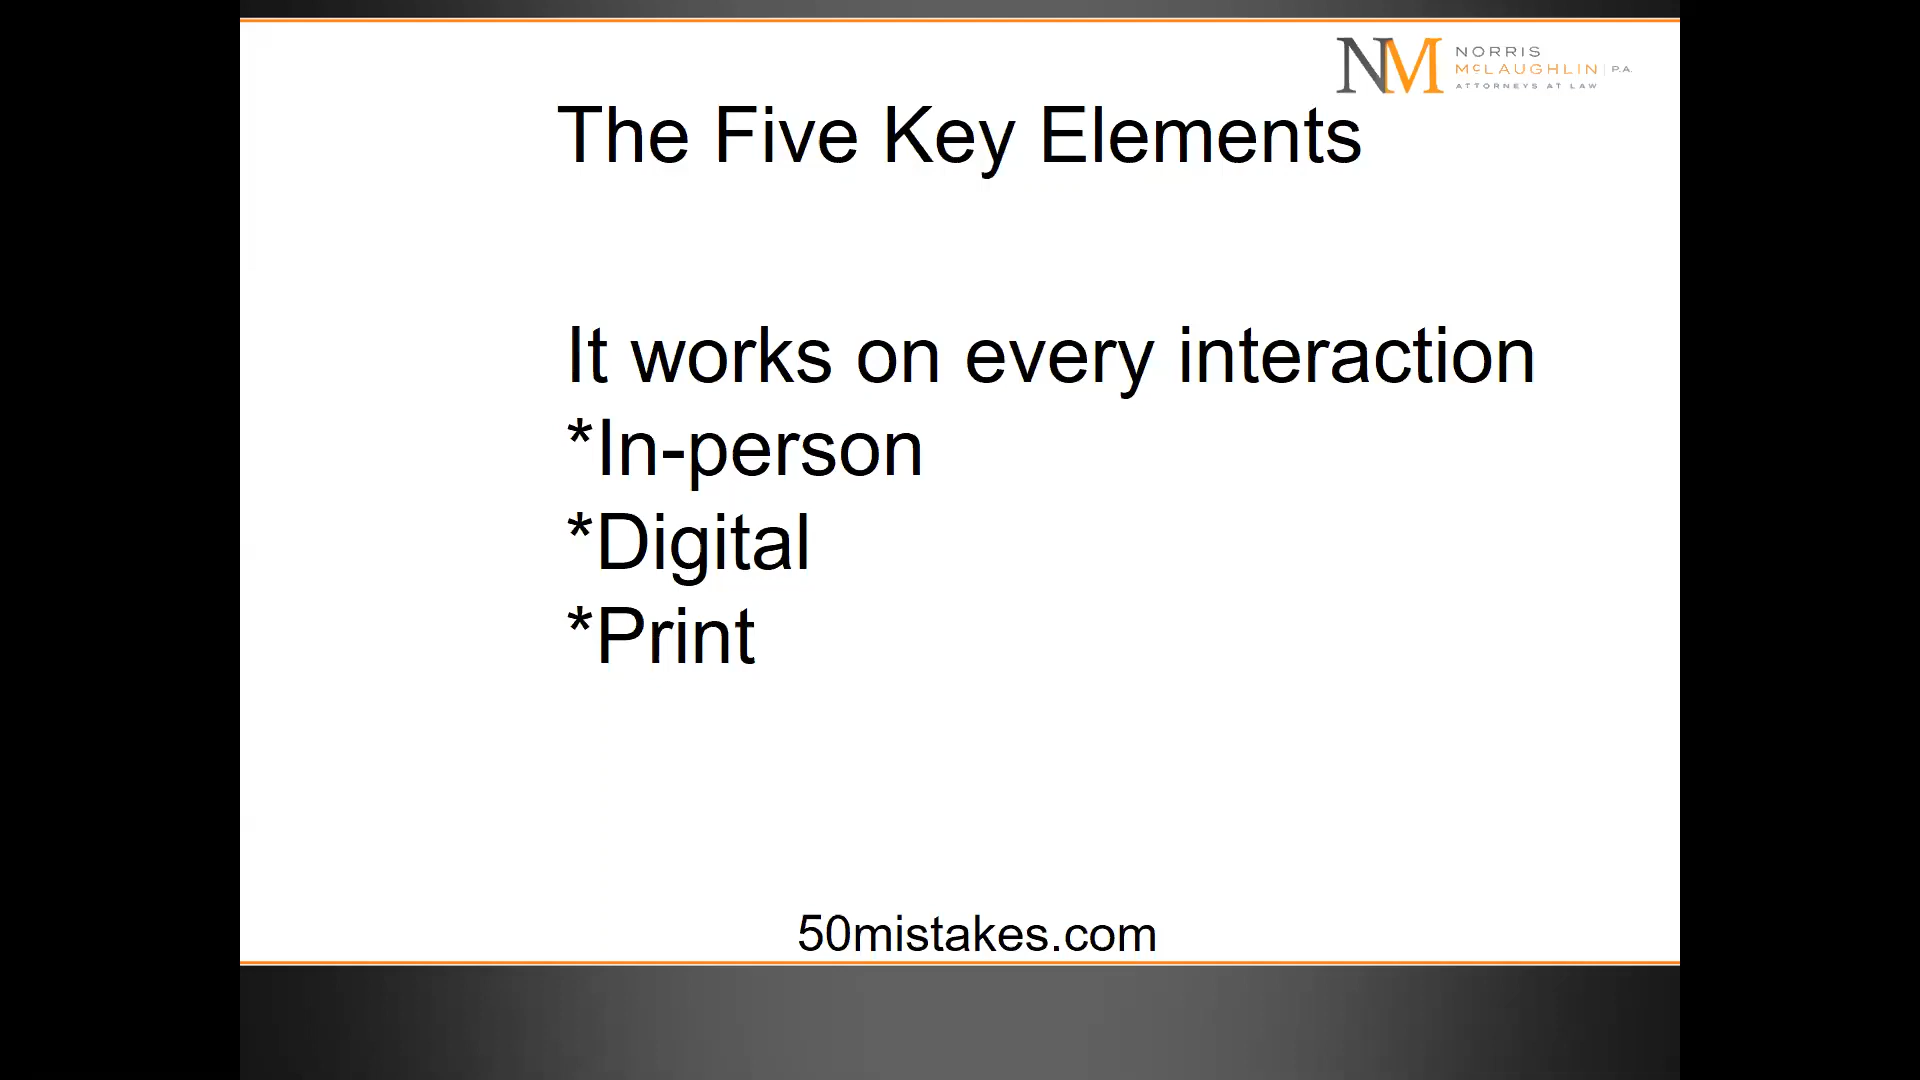 NM NORRIS
McLAUGHLIN | P.A.
ATTORNEYS AT LAW
The Five Key Elements
It works on every interaction
*In-person
*Digital
*Print
50mistakes.com